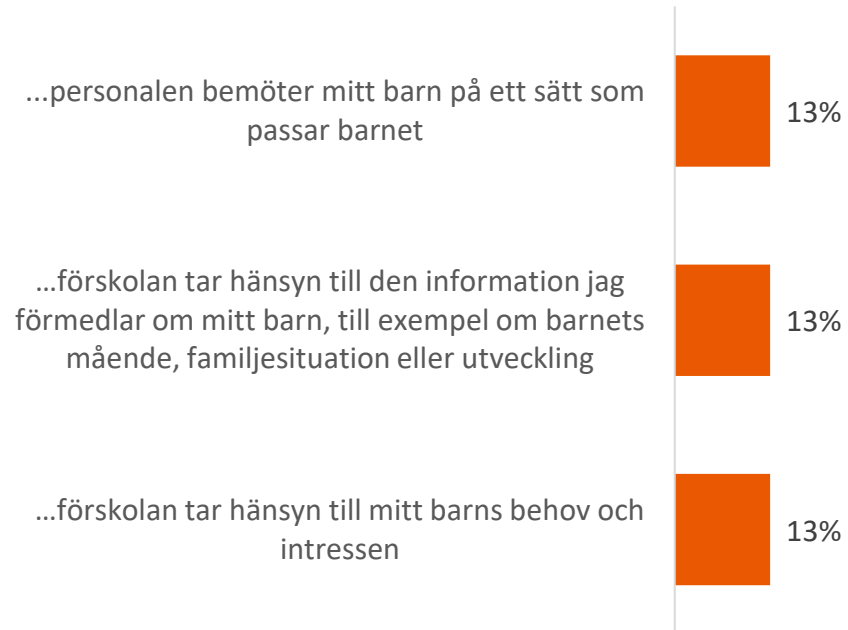 ...personalen bemöter mitt barn på ett sätt som
passar barnet
13%
...förskolan tar hänsyn till den information jag
förmedlar om mitt barn, till exempel om barnets
mående, familjesituation eller utveckling
13%
...förskolan tar hänsyn till mitt barns behov och
intressen
13%